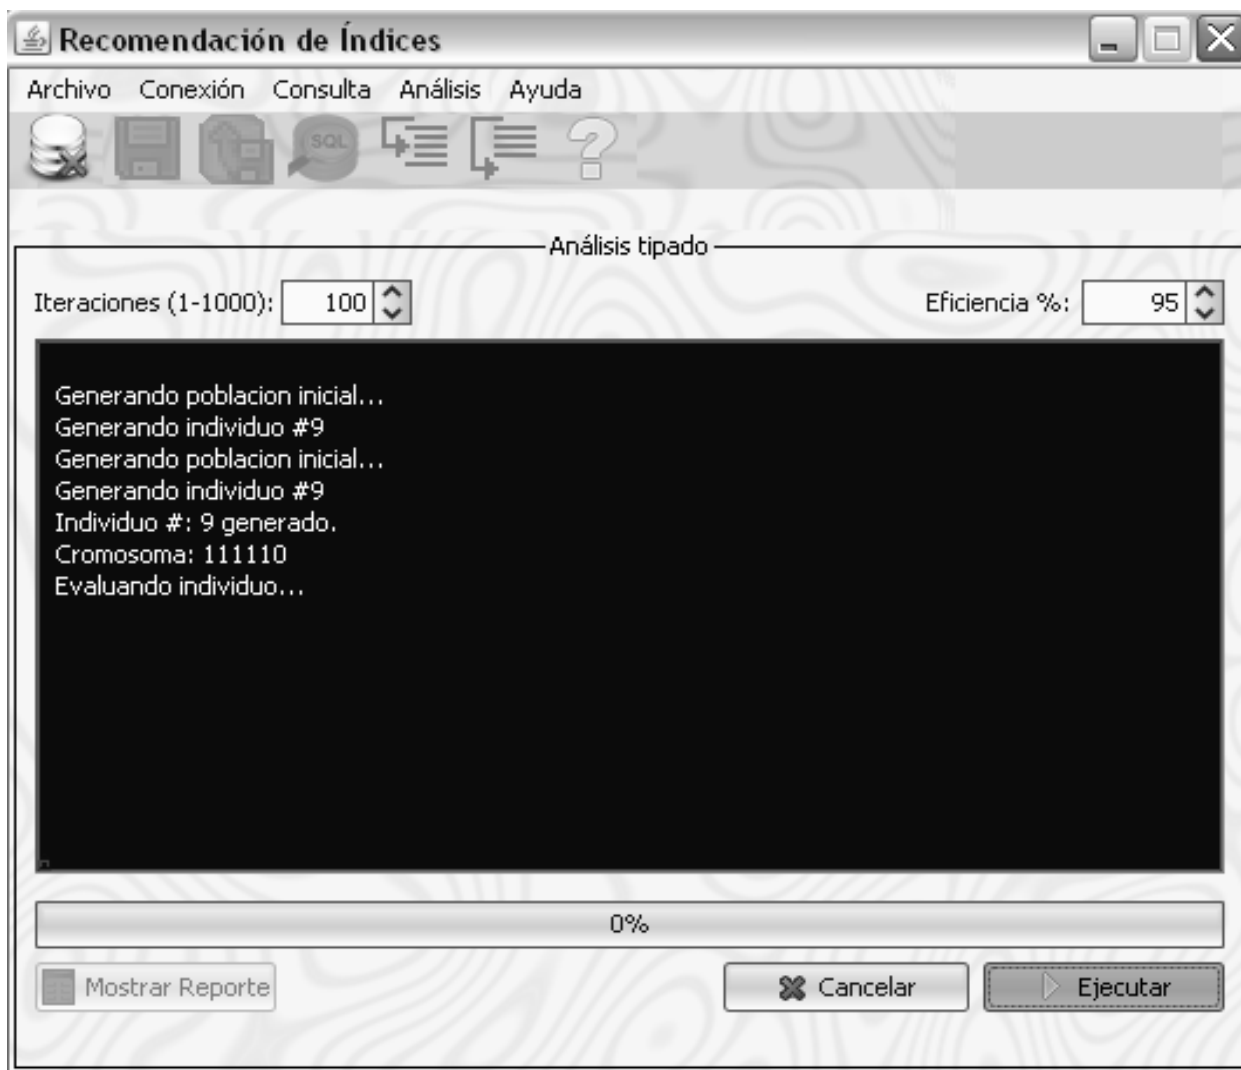 Recomendación de Índices
Archivo Conexión Consulta Análisis Ayuda
SQL
Análisis tipado
Iteraciones (1-1000): 100 Eficiencia %: 95
Generando poblacion inicial...
Generando individuo #9
Generando poblacion inicial...
Generando individuo #9
Individuo #: 9 generado.
Cromosoma: 111110
Evaluando individuo...
0%
Mostrar Reporte Cancelar Ejecutar